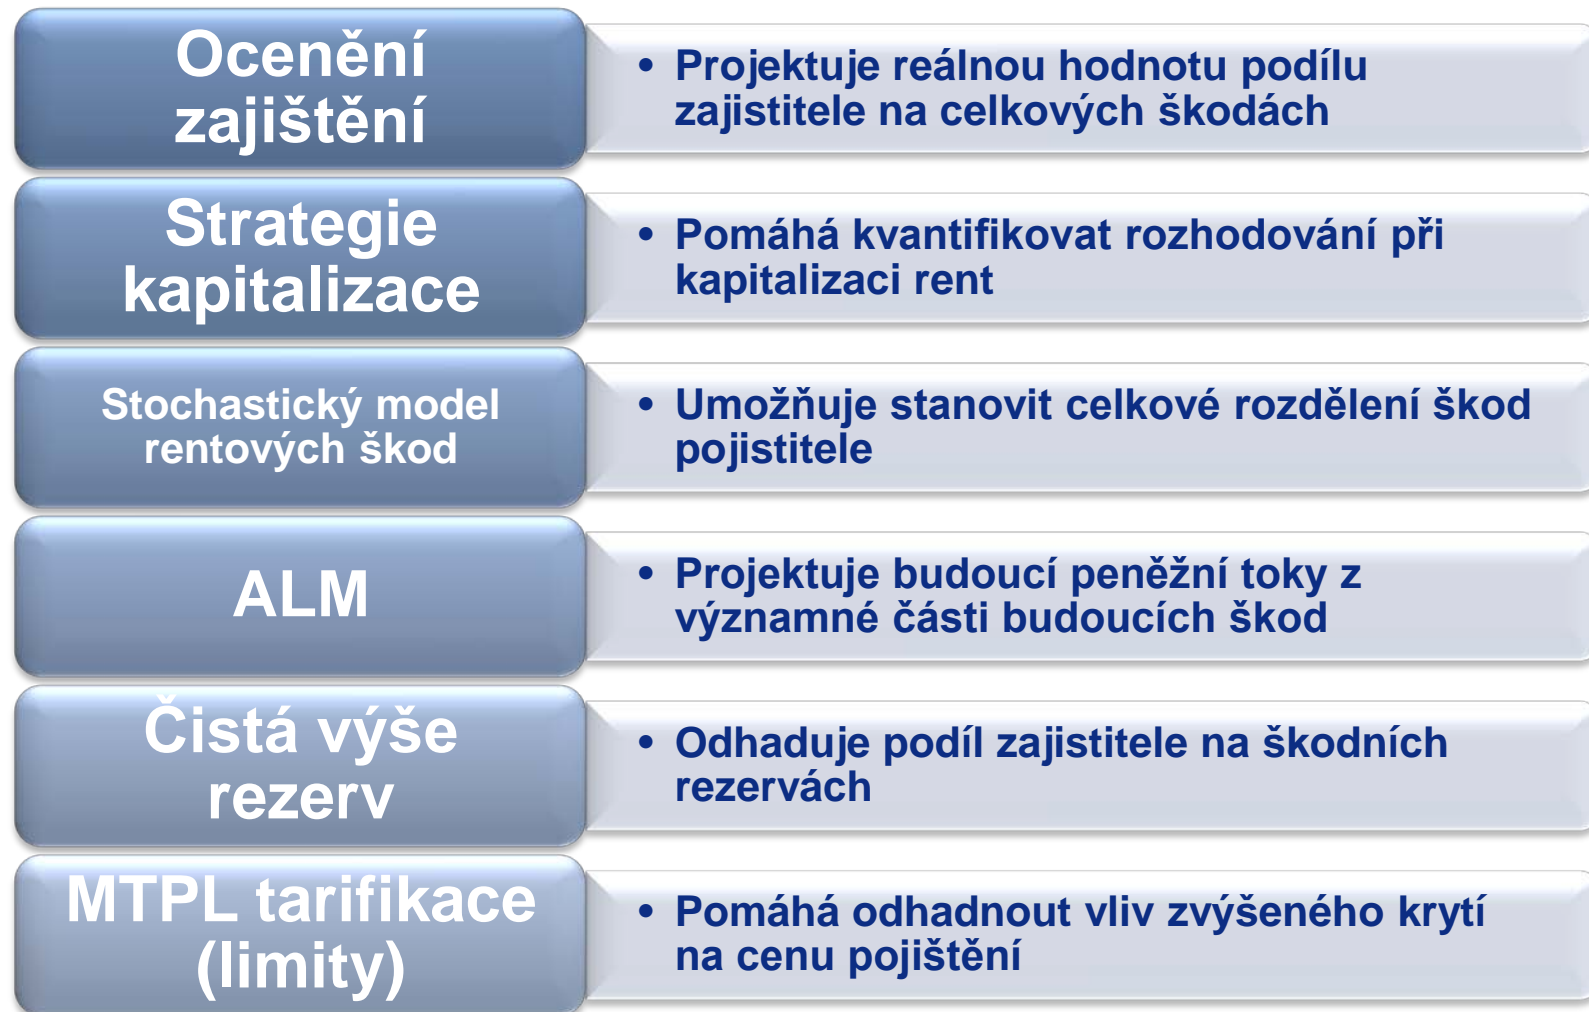 Ocenění
zajištění
• Projektuje reálnou hodnotu podílu
zajistitele na celkových škodách
Strategie
kapitalizace
• Pomáhá kvantifikovat rozhodování při
kapitalizaci rent
Stochastický model
rentových škod
• Umožňuje stanovit celkové rozdělení škod
pojistitele
ALM
• Projektuje budoucí peněžní toky z
významné části budoucích škod
Čistá výše
rezerv
• Odhaduje podíl zajistitele na škodních
rezervách
MTPL tarifikace
(limity)
• Pomáhá odhadnout vliv zvýšeného krytí
na cenu pojištění